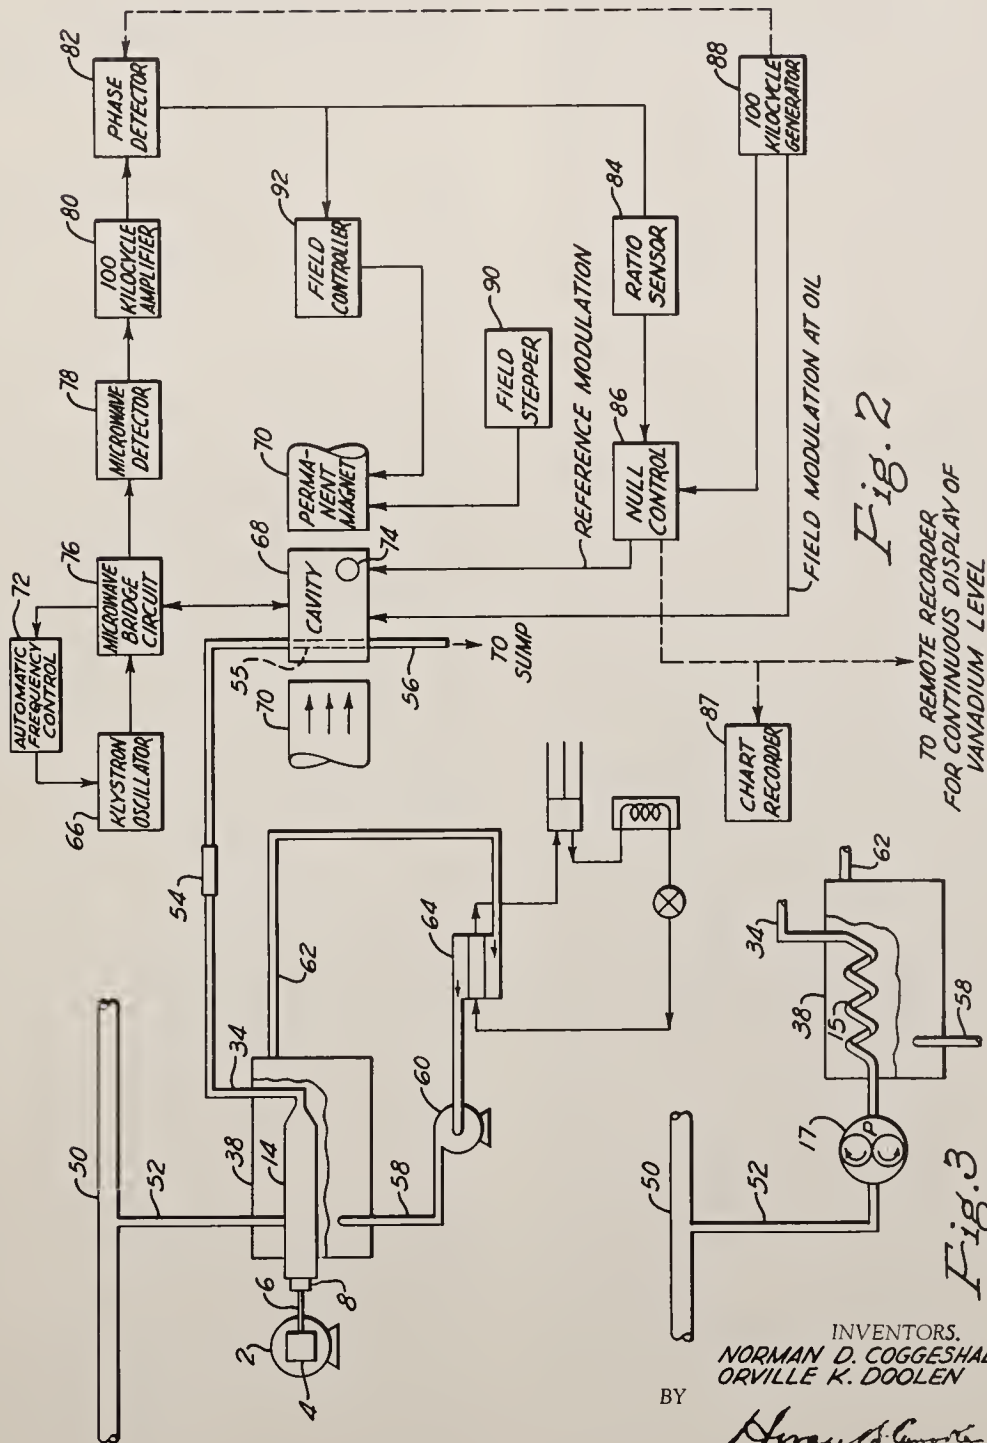 82
PHASE
DETECTOR
80
100
KILOCYCLE
AMPLIFIER
78
MICROWAVE
DETECTOR
76
MICROWAVE
BRIDGE
CIRCUIT
72
AUTOMATIC
FREQUENCY
CONTROL
66
KLYSTRON
OSCILLATOR
88
100
KILOCYCLE
GENERATOR
92
FIELD
CONTROLLER
84
RATIO
SENSOR
90
FIELD
STEPPER
REFERENCE MODULATION
86
NULL
CONTROL
FIELD MODULATION AT OIL
70
PERMA-
NENT
MAGNET
68
CAVITY
74
55
56
TO
SUMP
70
87
CHART
RECORDER
TO REMOTE RECORDER
FOR CONTINUOUS DISPLAY OF
VANADIUM LEVEL
Fig. 2
54
50
52
34
38
14
62
64
60
58
2
4
6
8
50
52
17
P
15
38
34
62
58
Fig. 3
INVENTORS.
NORMAN D. COGGESHAL
ORVILLE K. DOOLEN
BY